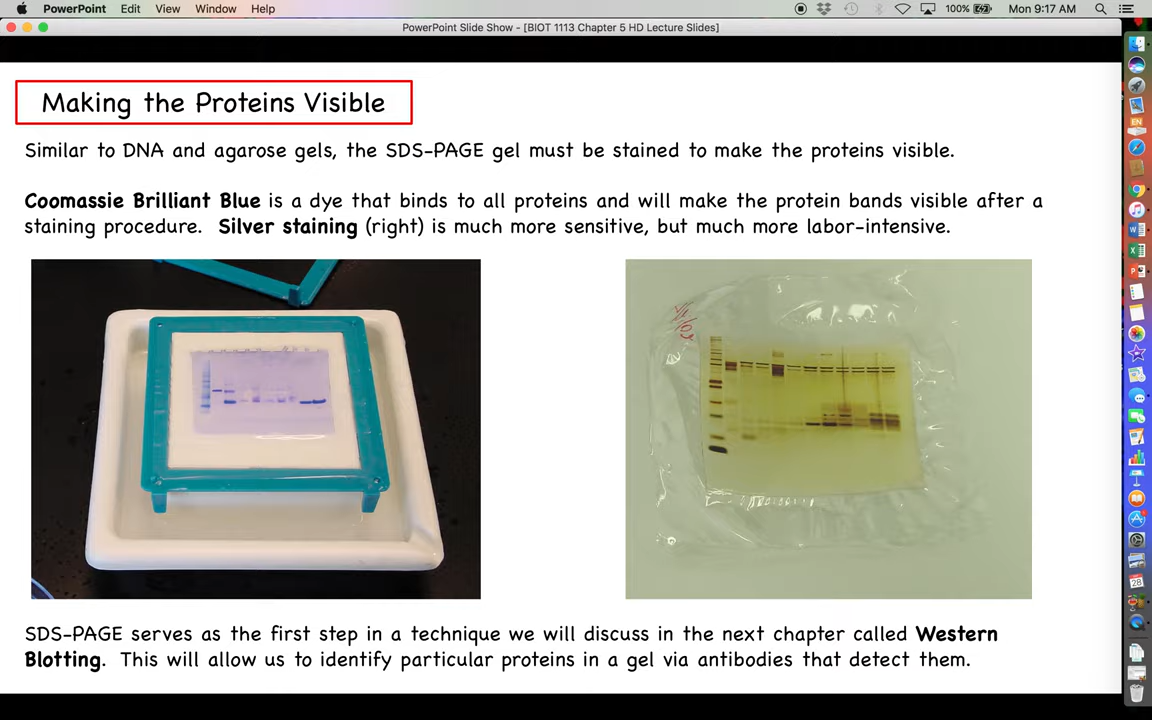 PowerPoint Edit View Window Help 100% Mon 9:17 AM
PowerPoint Slide Show - [BIOT 1113 Chapter 5 HD Lecture Slides]
Making the Proteins Visible
Similar to DNA and agarose gels, the SDS-PAGE gel must be stained to make the proteins visible.
Coomassie Brilliant Blue is a dye that binds to all proteins and will make the protein bands visible after a
staining procedure. Silver staining (right) is much more sensitive, but much more labor-intensive.
SDS-PAGE serves as the first step in a technique we will discuss in the next chapter called Western
Blotting. This will allow us to identify particular proteins in a gel via antibodies that detect them.